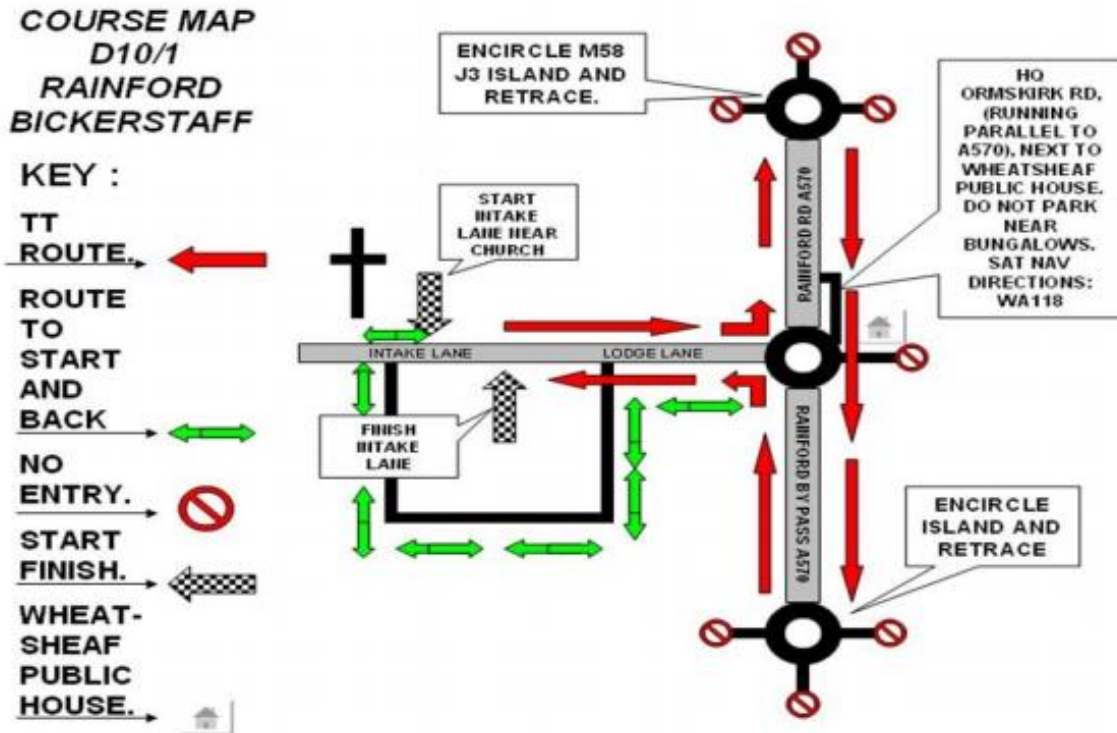 COURSE MAP
D10/1
RAINFORD
BICKERSTAFF
KEY :
TT
ROUTE.
ROUTE
TO
START
AND
BACK
NO
ENTRY.
START
FINISH.
WHEAT-
SHEAF
PUBLIC
HOUSE.
ENCIRCLE M58
J3 ISLAND AND
RETRACE.
HQ
ORMSKIRK RD,
(RUNNING
PARALLEL TO
A570), NEXT TO
WHEATSHEAF
PUBLIC HOUSE.
DO NOT PARK
NEAR
BUNGALOWS.
SAT NAV
DIRECTIONS:
WA118
START
INTAKE
LANE NEAR
CHURCH
RAINFORD RD A570
INTAKE LANE
LODGE LANE
FINISH
INTAKE
LANE
RAINFORD BY PASS A570
ENCIRCLE
ISLAND AND
RETRACE